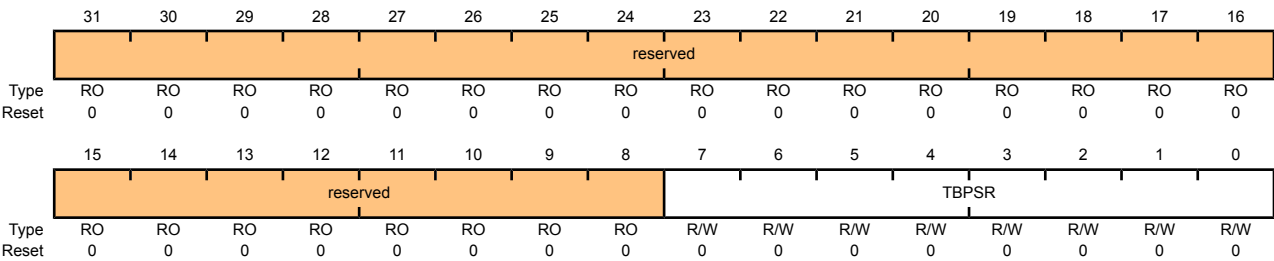 31 30 29 28 27 26 25 24 23 22 21 20 19 18 17 16
reserved
Type RO RO RO RO RO RO RO RO RO RO RO RO RO RO RO RO
Reset 0 0 0 0 0 0 0 0 0 0 0 0 0 0 0 0
15 14 13 12 11 10 9 8 7 6 5 4 3 2 1 0
reserved TBPSR
Type RO RO RO RO RO RO RO RO R/W R/W R/W R/W R/W R/W R/W R/W
Reset 0 0 0 0 0 0 0 0 0 0 0 0 0 0 0 0